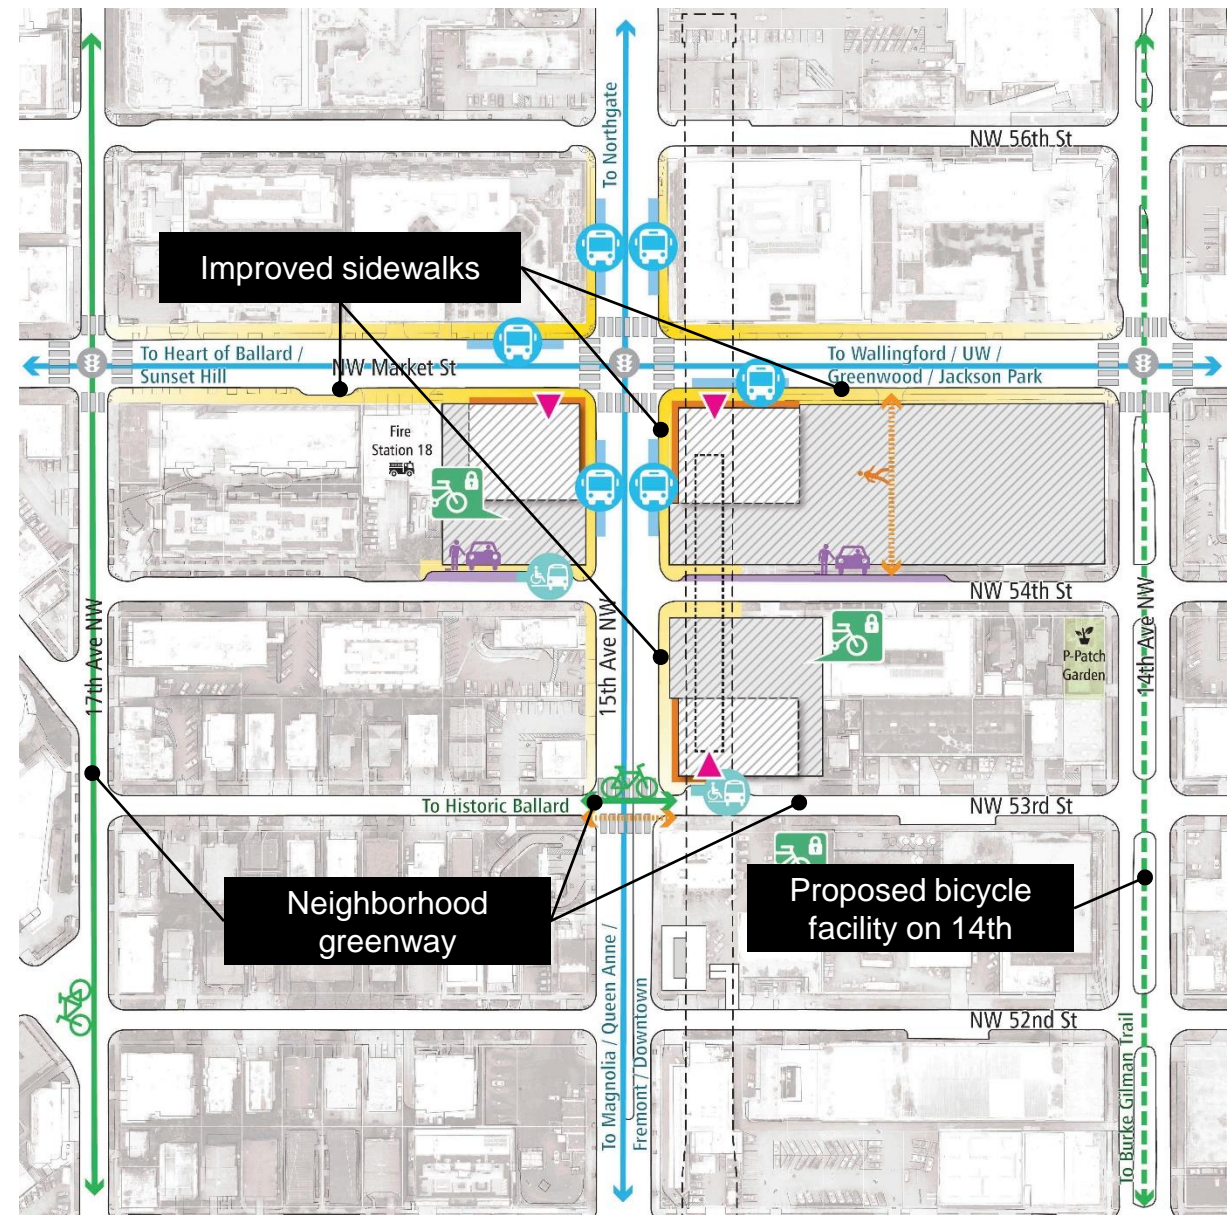 To Northgate
NW 56th St
Improved sidewalks
To Heart of Ballard /
Sunset Hill
NW Market St
To Wallingford / UW /
Greenwood / Jackson Park
Fire
Station 18
NW 54th St
17th Ave NW
15th Ave NW
14th Ave NW
P-Patch
Garden
To Historic Ballard
NW 53rd St
Neighborhood
greenway
Proposed bicycle
facility on 14th
To Magnolia / Queen Anne /
Fremont / Downtown
NW 52nd St
To Burke Gilman Trail